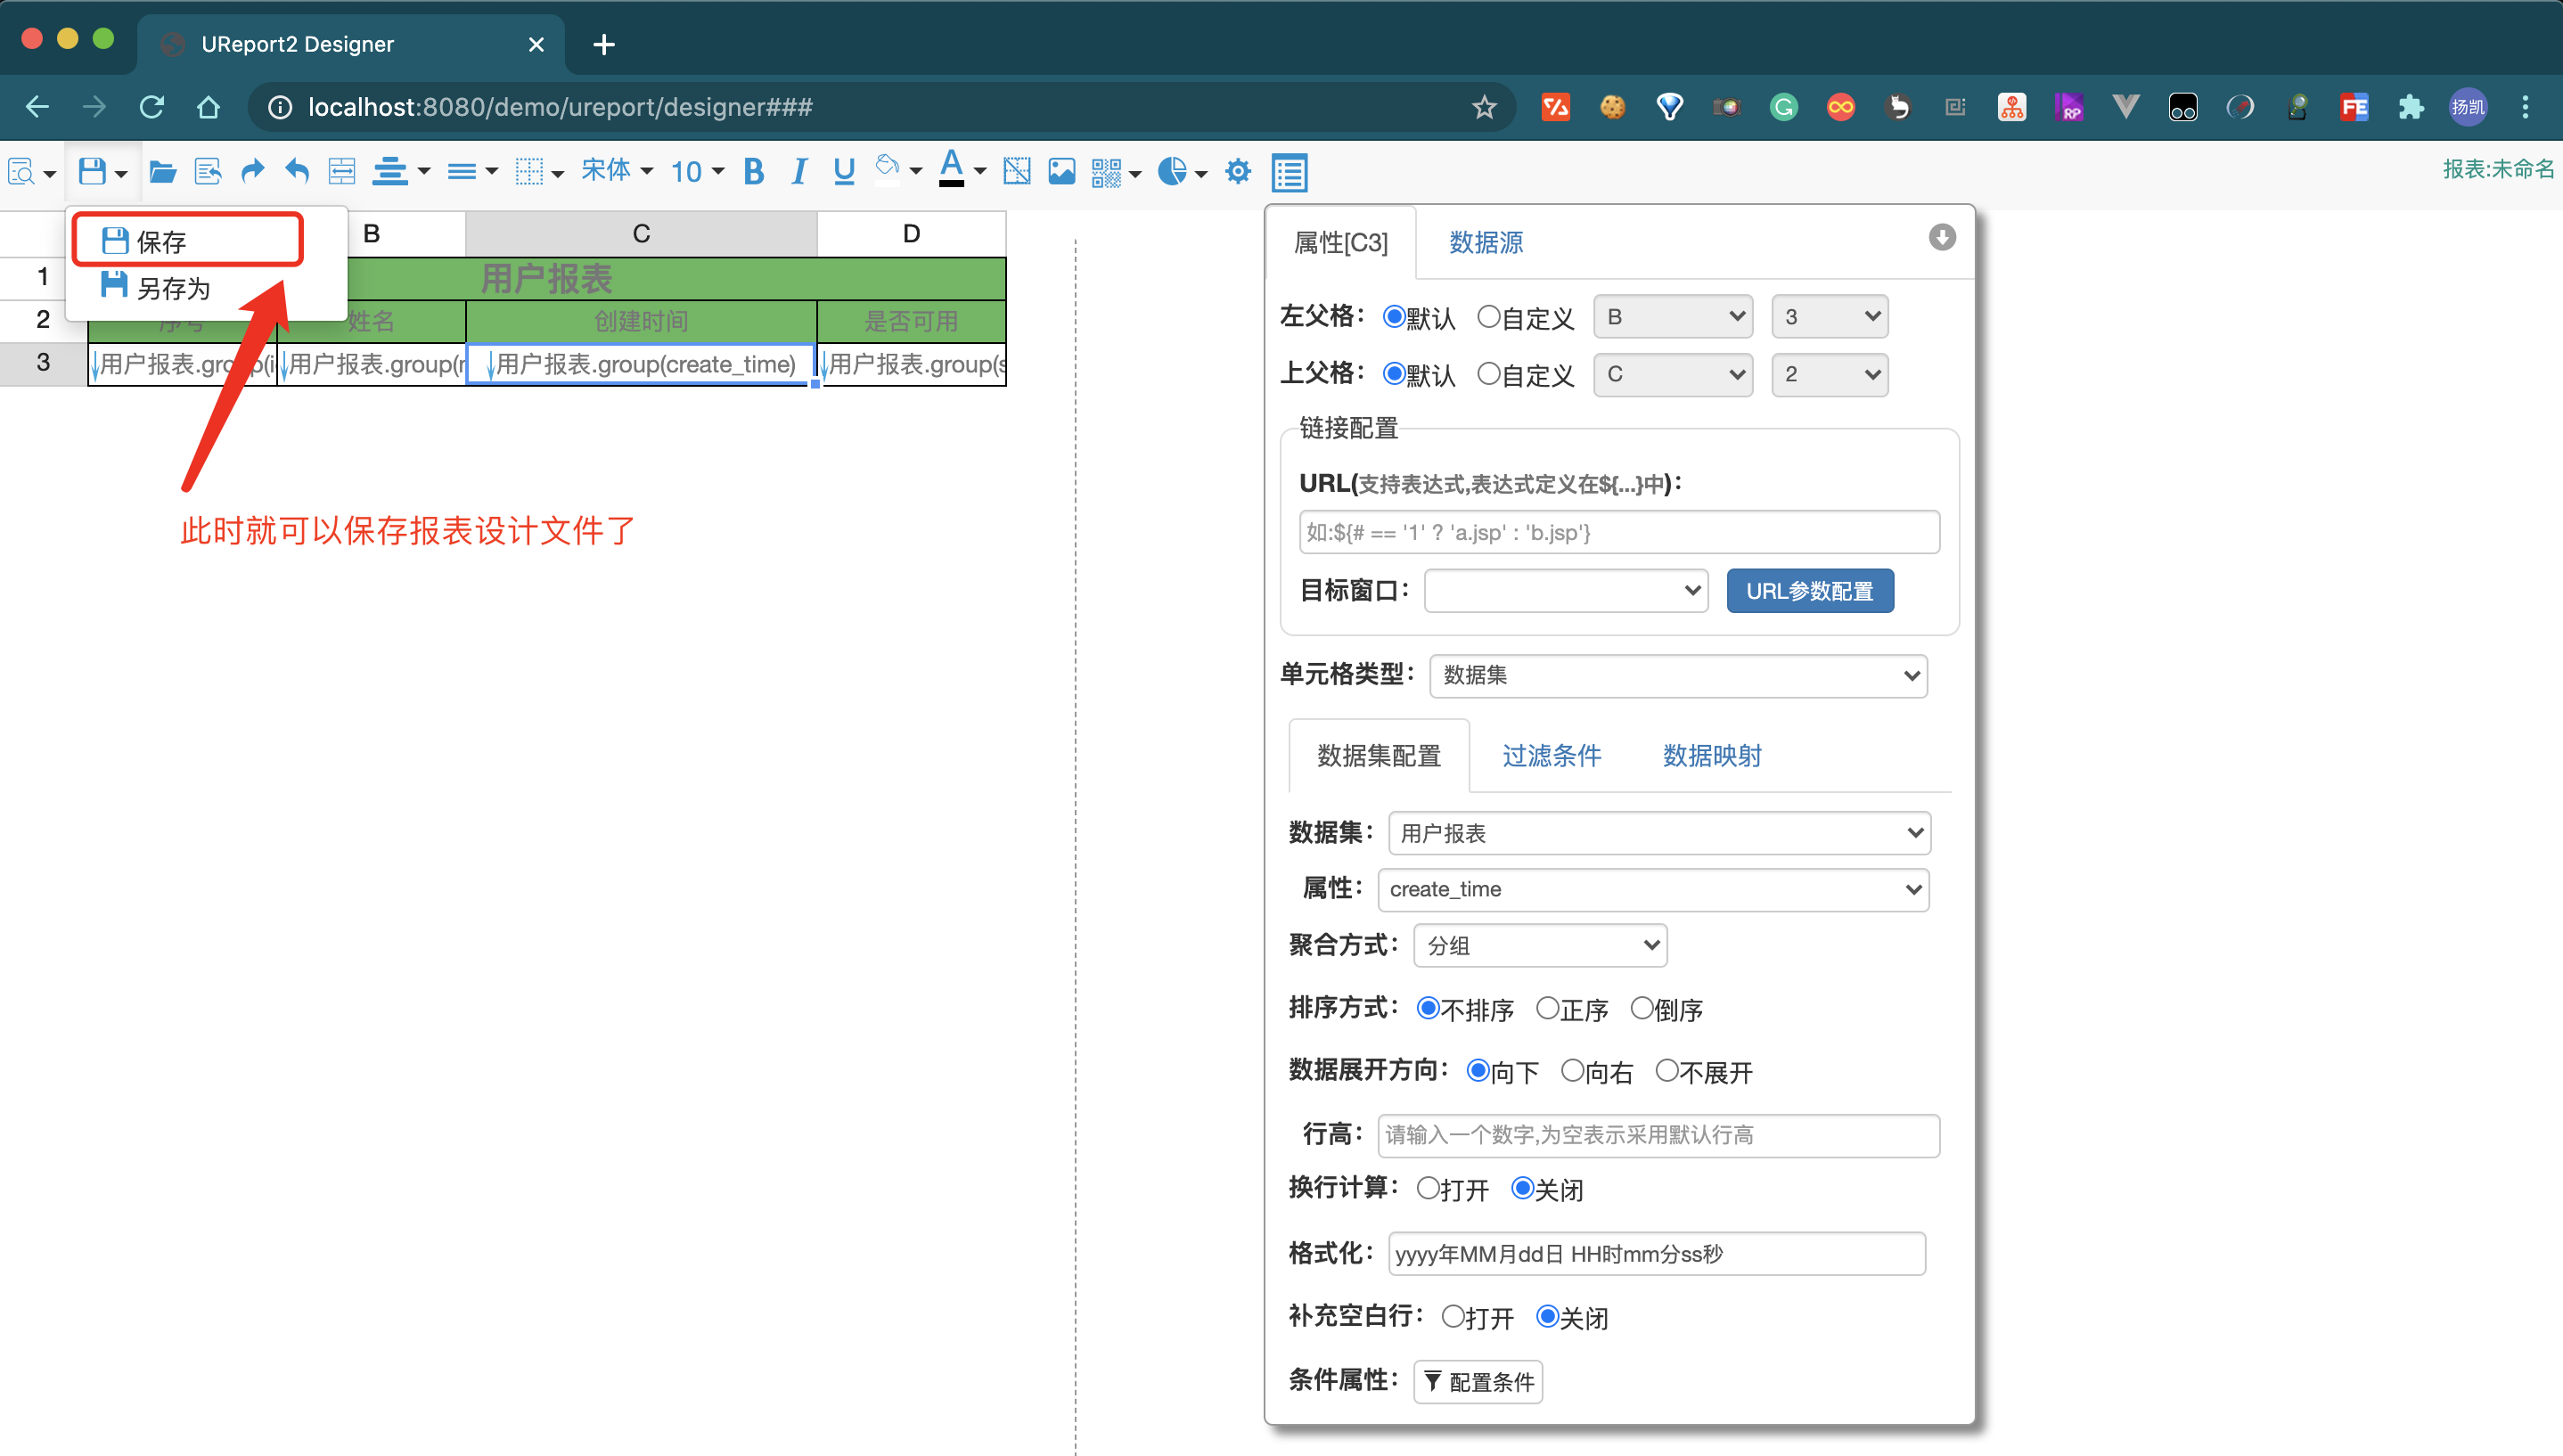 UReport2 Designer
localhost:8080/demo/ureport/designer###
扬凯
宋体 10 B I U A
报表:未命名
保存
另存为
B C D
1 用户报表
2 序号 姓名 创建时间 是否可用
3 用户报表.group(i 用户报表.group(r 用户报表.group(create_time) 用户报表.group(s
此时就可以保存报表设计文件了
属性[C3] 数据源
左父格： 默认 自定义 B 3
上父格： 默认 自定义 C 2
链接配置
URL(支持表达式,表达式定义在${...}中)：
如:${# == '1' ? 'a.jsp' : 'b.jsp'}
目标窗口： URL参数配置
单元格类型： 数据集
数据集配置 过滤条件 数据映射
数据集： 用户报表
属性： create_time
聚合方式： 分组
排序方式： 不排序 正序 倒序
数据展开方向： 向下 向右 不展开
行高： 请输入一个数字,为空表示采用默认行高
换行计算： 打开 关闭
格式化： yyyy年MM月dd日 HH时mm分ss秒
补充空白行： 打开 关闭
条件属性： 配置条件